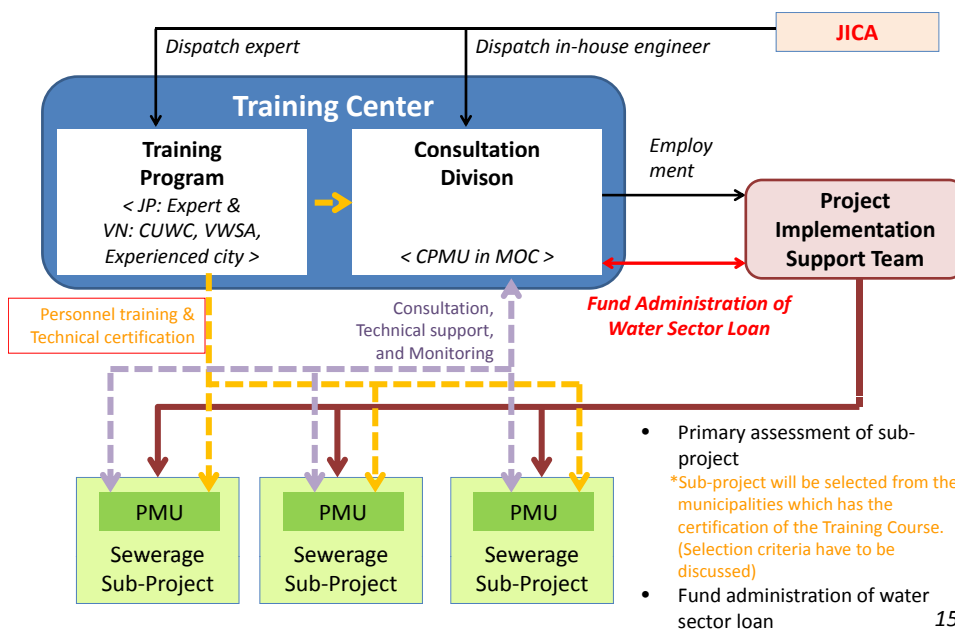 JICA
Dispatch expert
Dispatch in-house engineer
Training Center
Training
Program
< JP: Expert &
VN: CUWC, VWSA,
Experienced city >
Consultation
Divison
< CPMU in MOC >
Employ
ment
Project
Implementation
Support Team
Fund Administration of
Water Sector Loan
Personnel training &
Technical certification
Consultation,
Technical support,
and Monitoring
PMU
Sewerage
Sub-Project
PMU
Sewerage
Sub-Project
PMU
Sewerage
Sub-Project
• Primary assessment of sub-
project
*Sub-project will be selected from the
municipalities which has the
certification of the Training Course.
(Selection criteria have to be
discussed)
• Fund administration of water
sector loan
15